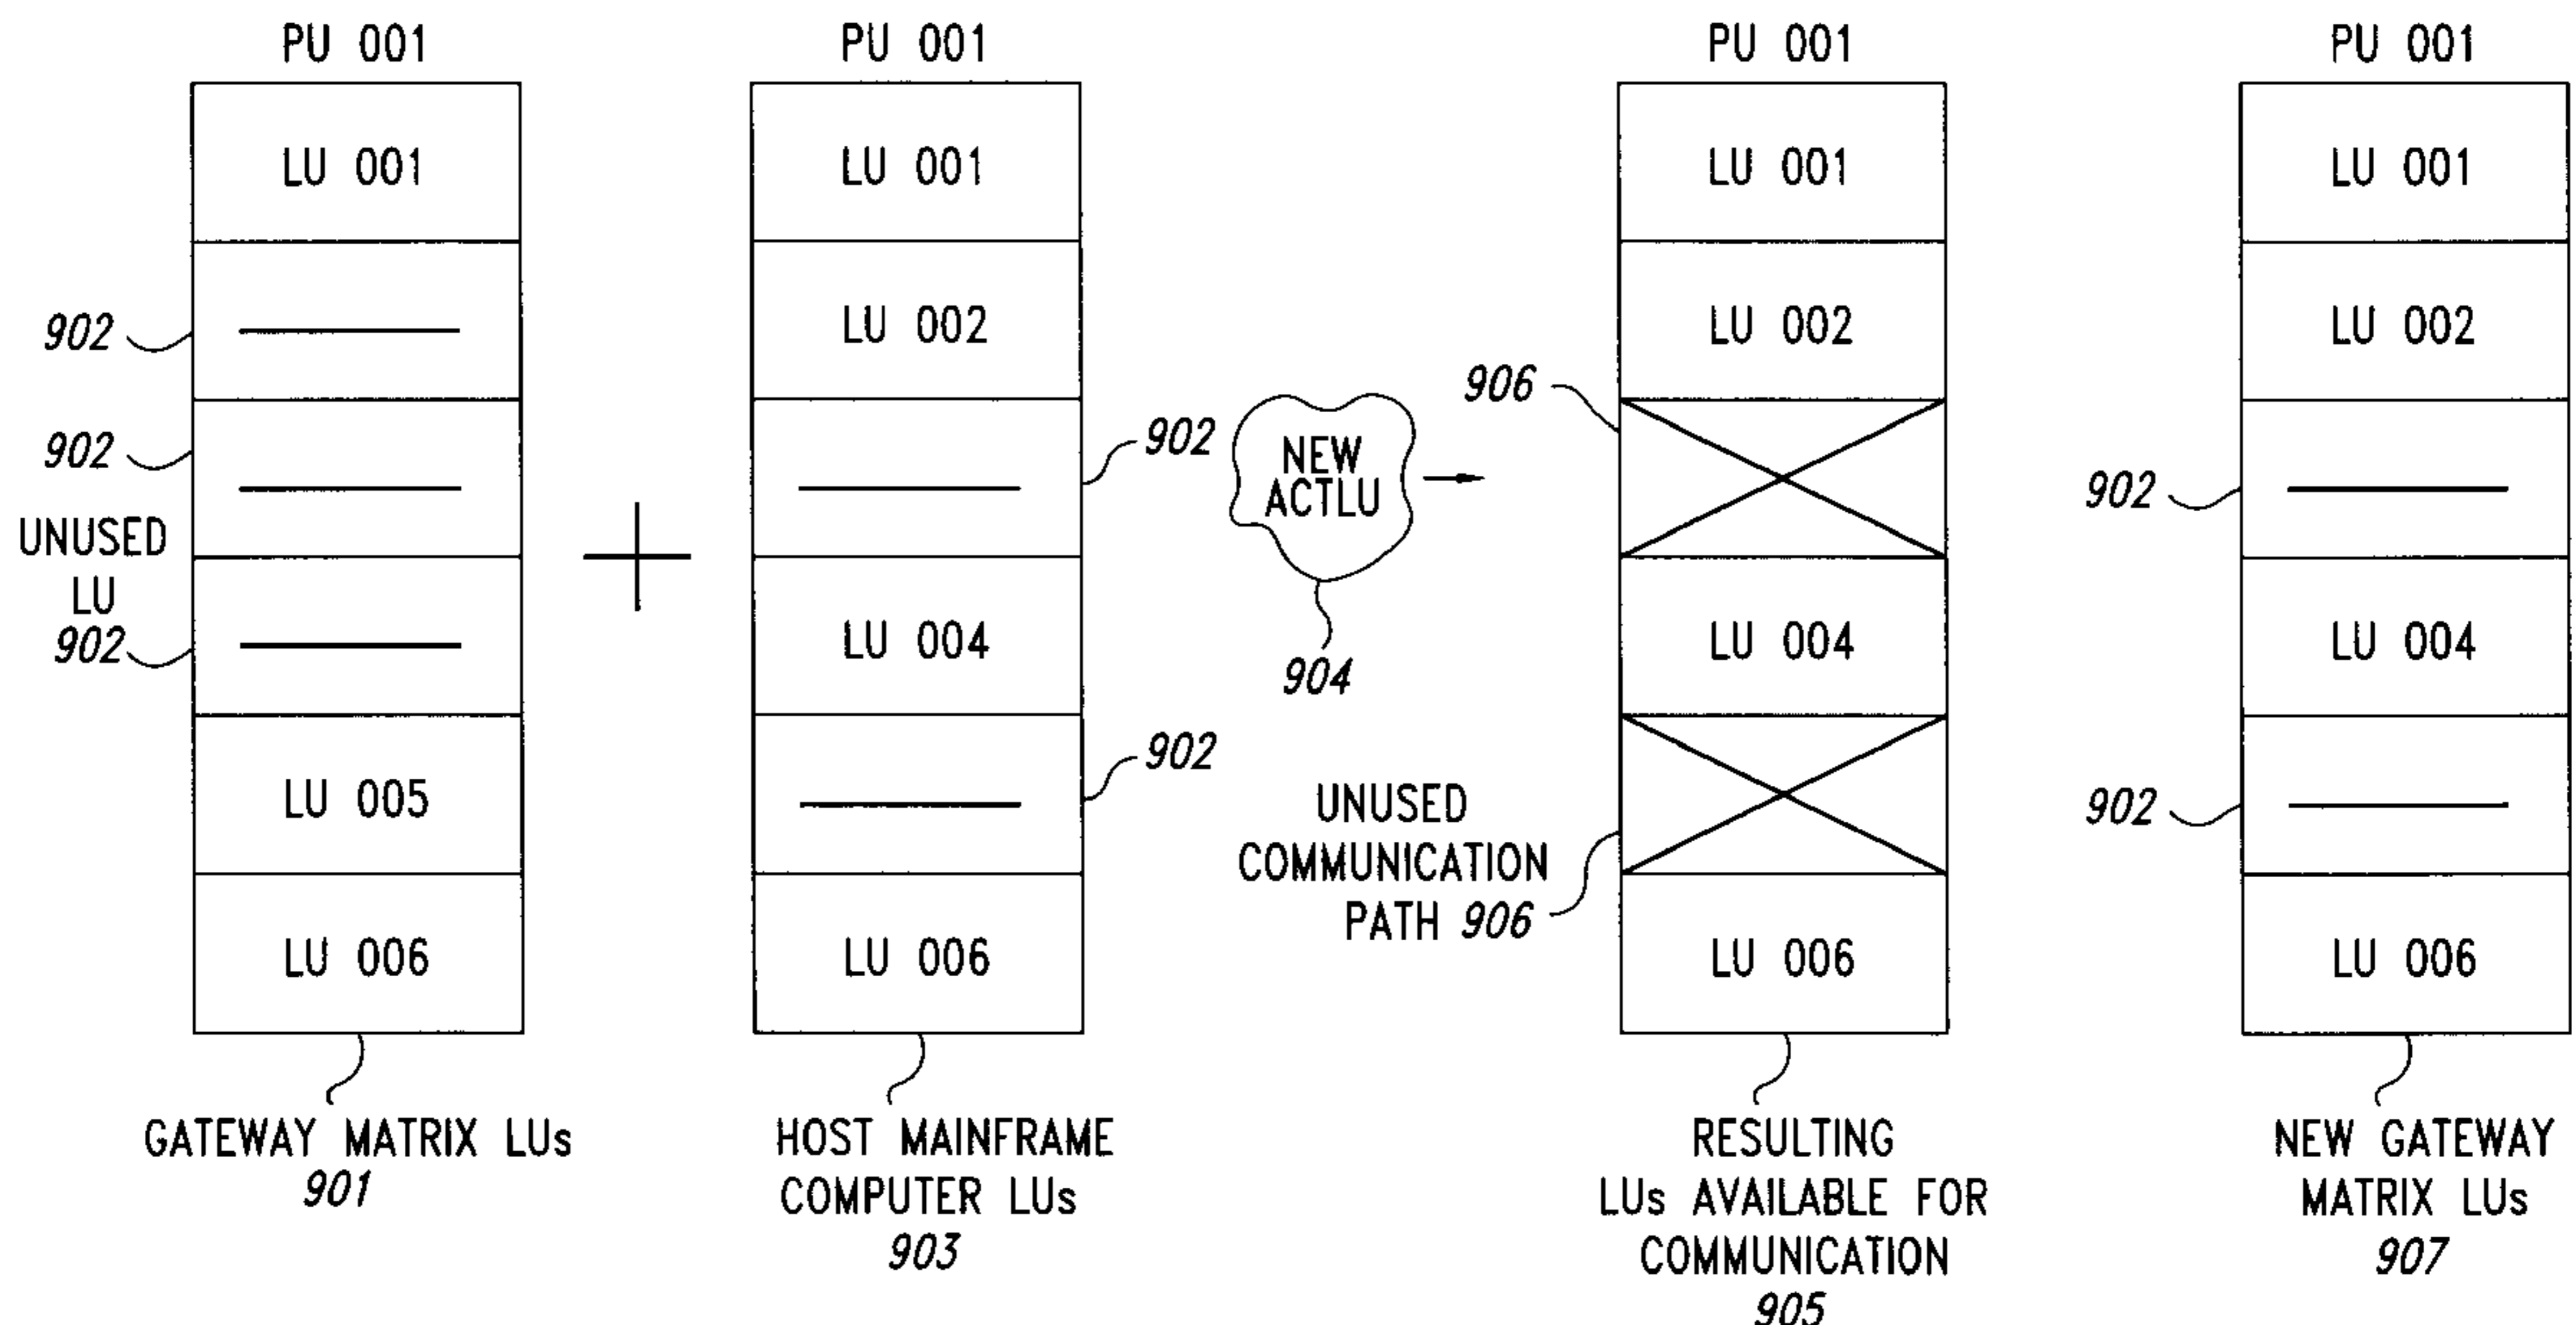 PU 001
LU 001
902
902
UNUSED
LU
902
LU 005
LU 006
GATEWAY MATRIX LUs
901
PU 001
LU 001
LU 002
902
LU 004
902
LU 006
HOST MAINFRAME
COMPUTER LUs
903
NEW
ACTLU
904
PU 001
LU 001
LU 002
906
LU 004
UNUSED
COMMUNICATION
PATH 906
LU 006
RESULTING
LUs AVAILABLE FOR
COMMUNICATION
905
PU 001
LU 001
LU 002
902
LU 004
902
LU 006
NEW GATEWAY
MATRIX LUs
907